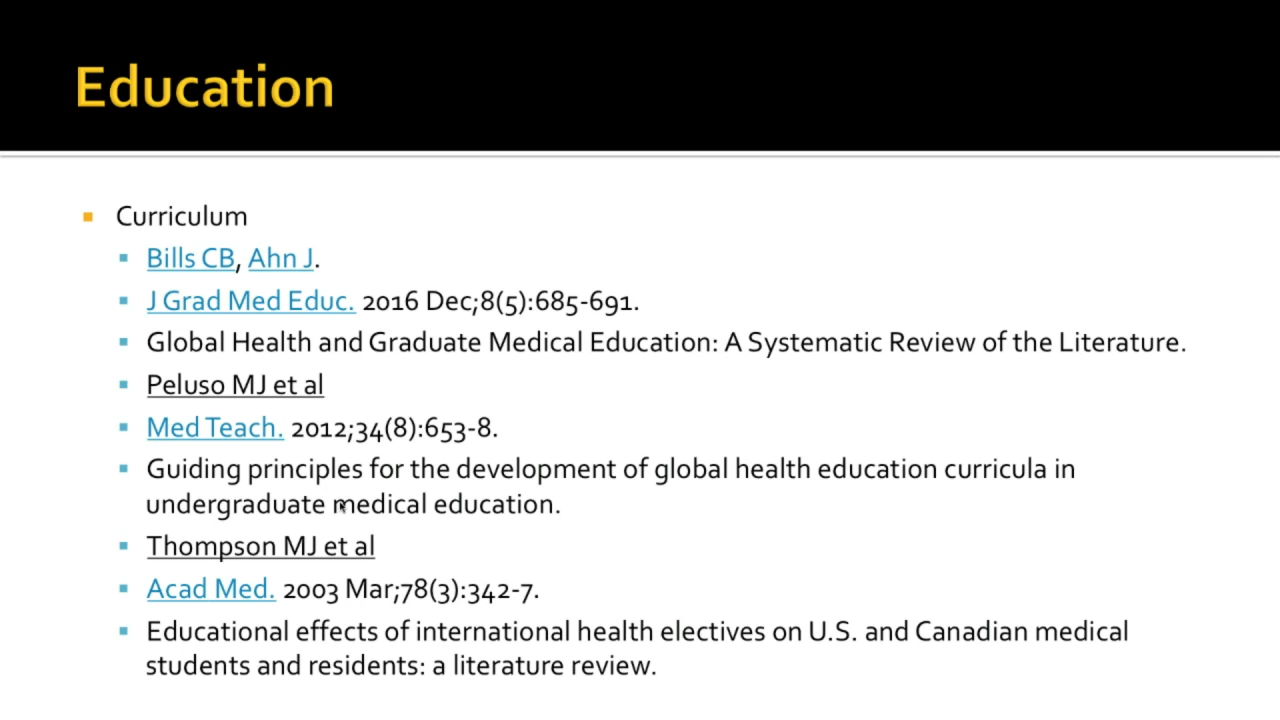 Education
Curriculum
Bills CB, Ahn J.
J Grad Med Educ. 2016 Dec;8(5):685-691.
Global Health and Graduate Medical Education: A Systematic Review of the Literature.
Peluso MJ et al
Med Teach. 2012;34(8):653-8.
Guiding principles for the development of global health education curricula in
undergraduate medical education.
Thompson MJ et al
Acad Med. 2003 Mar;78(3):342-7.
Educational effects of international health electives on U.S. and Canadian medical
students and residents: a literature review.